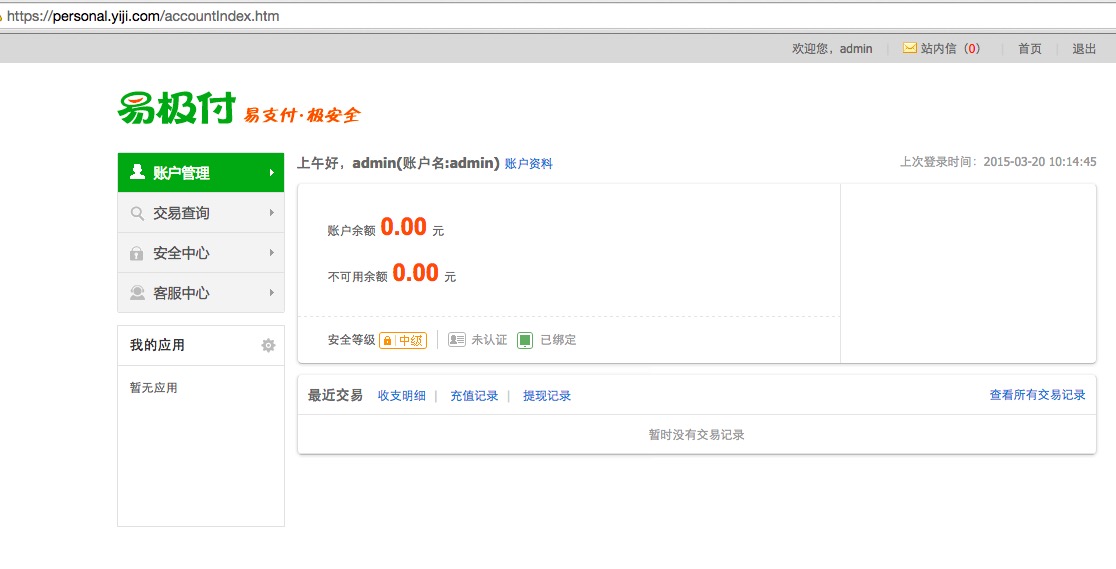 https://personal.yiji.com/accountIndex.htm
欢迎您，admin | 站内信（0） | 首页 | 退出
易极付 易支付·极安全
账户管理
交易查询
安全中心
客服中心
我的应用
暂无应用
上午好，admin(账户名:admin) 账户资料
上次登录时间：2015-03-20 10:14:45
账户余额 0.00 元
不可用余额 0.00 元
安全等级 中级 | 未认证 已绑定
最近交易 收支明细 | 充值记录 | 提现记录
查看所有交易记录
暂时没有交易记录